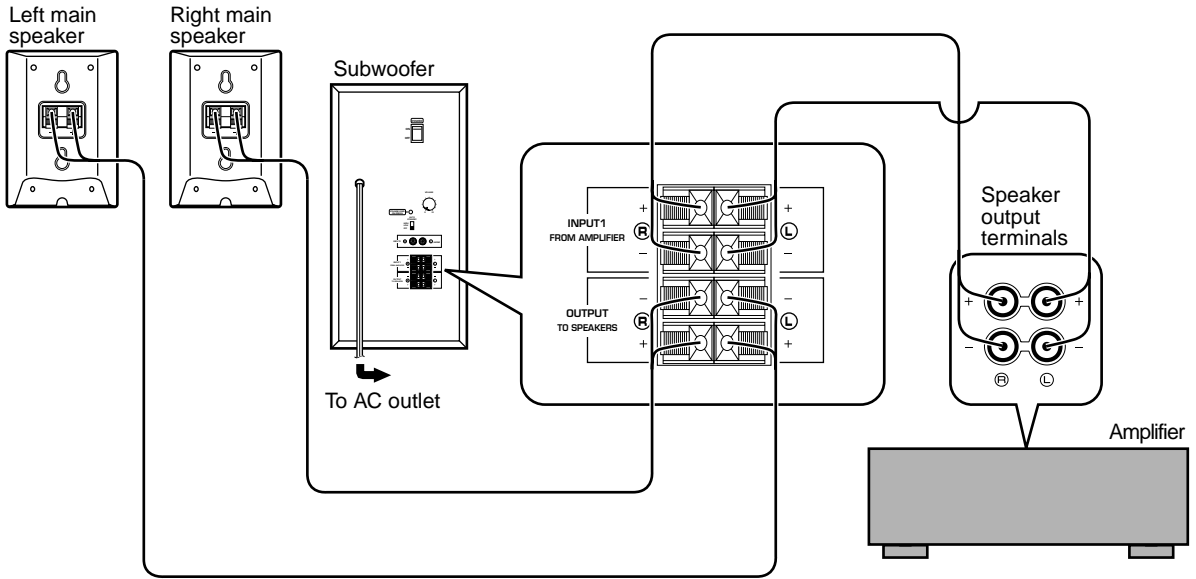 Left main
speaker
Right main
speaker
Subwoofer
To AC outlet
INPUT1
FROM AMPLIFIER
+
R
–
+
L
–
OUTPUT
TO SPEAKERS
–
R
+
–
L
+
Speaker
output
terminals
+
+
–
–
R
L
Amplifier